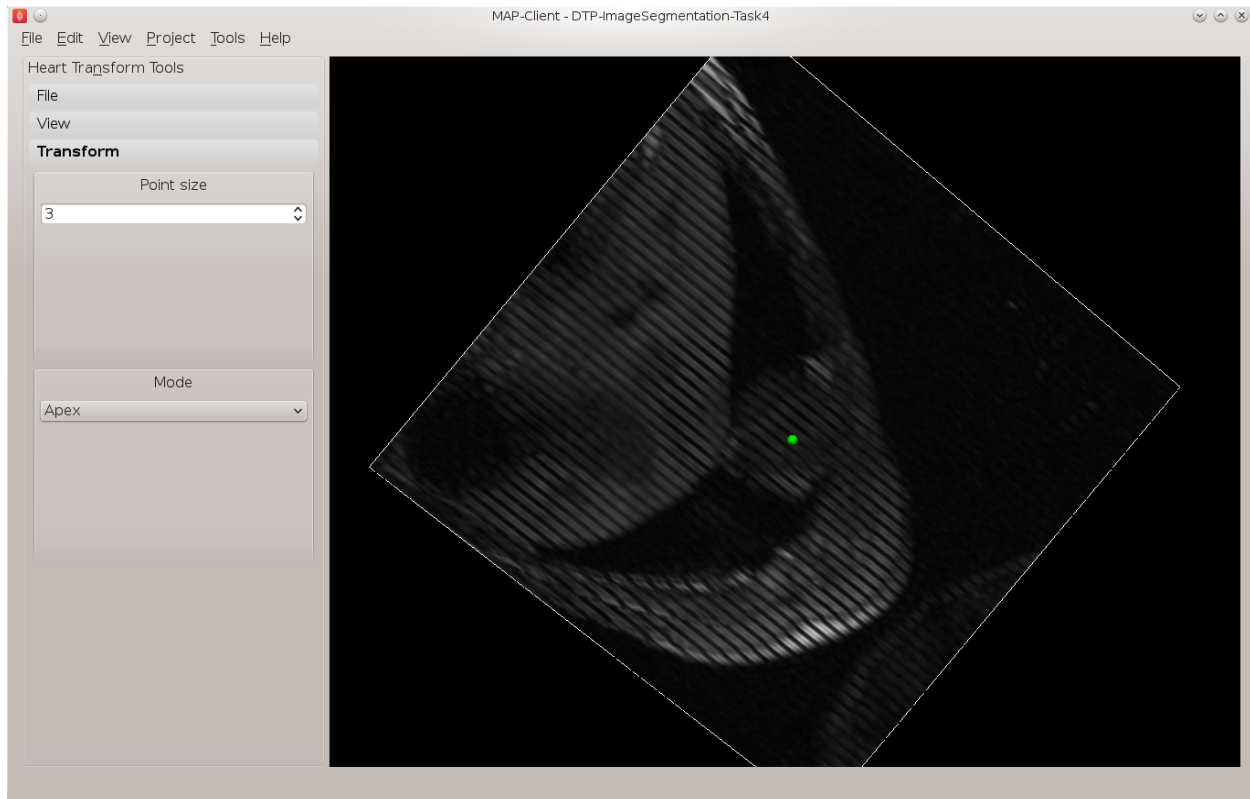 MAP-Client - DTP-ImageSegmentation-Task4
File Edit View Project Tools Help
Heart Transform Tools
File
View
Transform
Point size
3
Mode
Apex